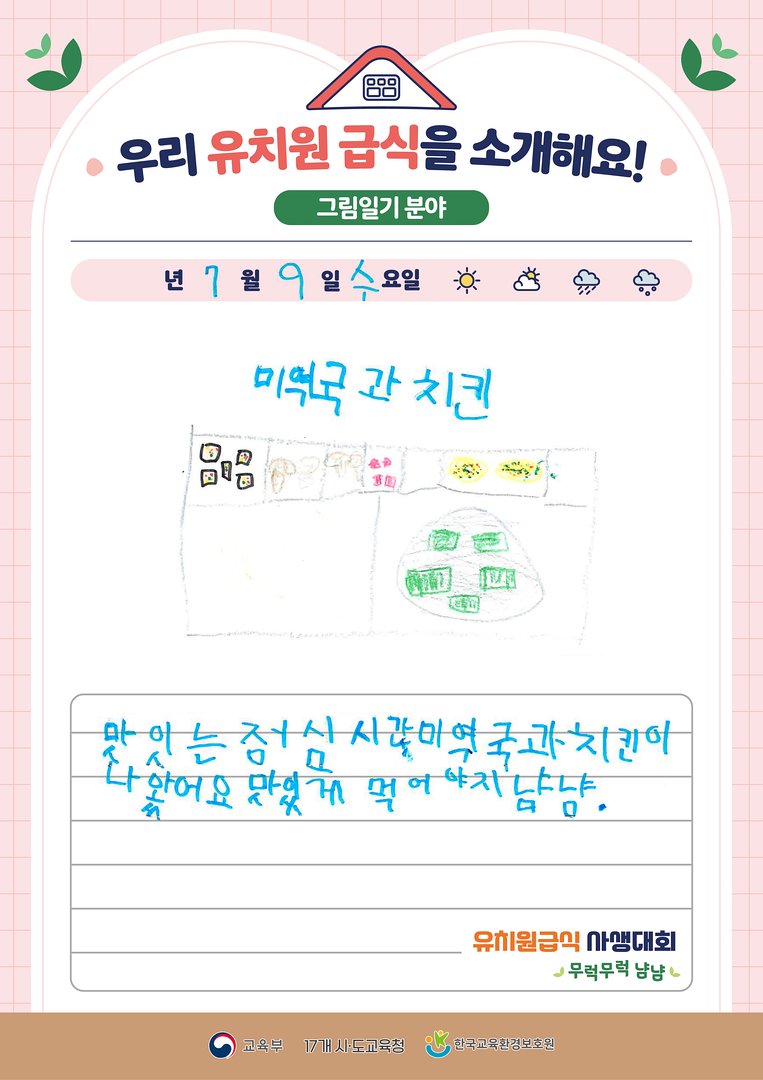 우리 유치원 급식을 소개해요!
그림일기 분야
년 7 월 9 일 수요일
미역국 과 치킨
맛 잇 는 점심 시간미역국과 치킨이
나왔어요 맛있게 먹어야지 냠냠.
유치원급식 사생대회
무럭무럭 냠냠
교육부 17개 시·도교육청 한국교육환경보호원